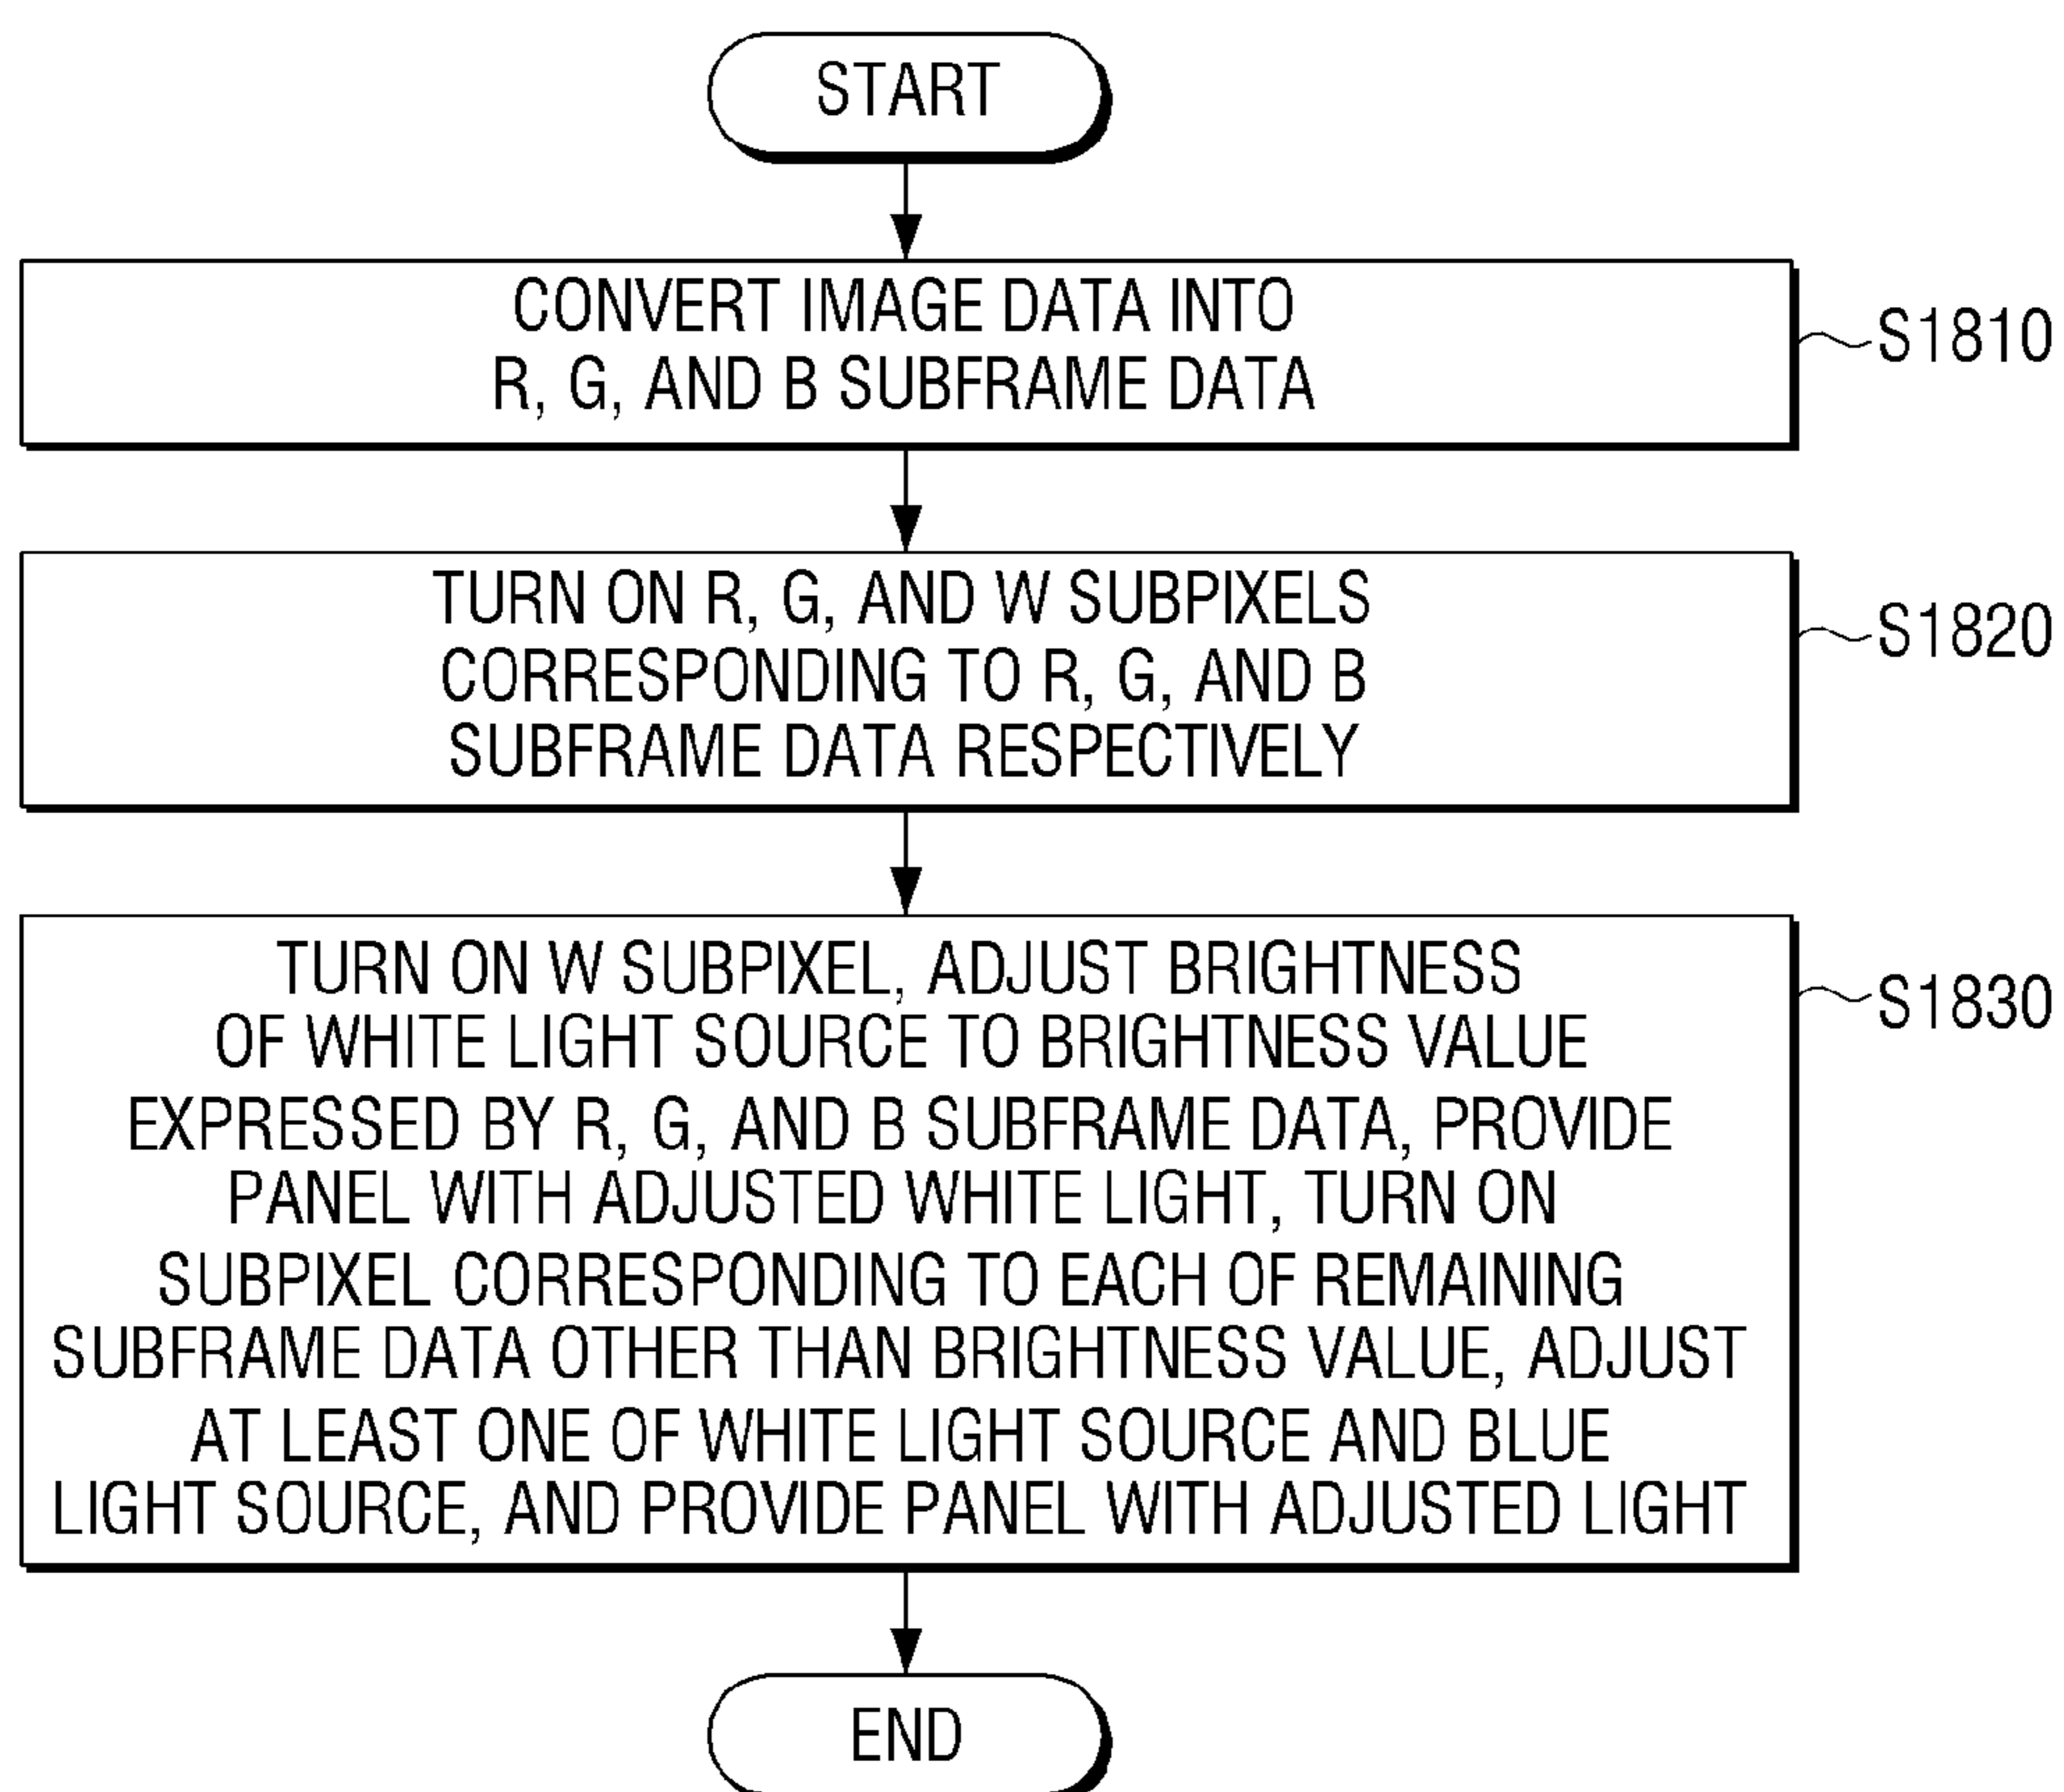 START
CONVERT IMAGE DATA INTO
R, G, AND B SUBFRAME DATA
S1810
TURN ON R, G, AND W SUBPIXELS
CORRESPONDING TO R, G, AND B
SUBFRAME DATA RESPECTIVELY
S1820
TURN ON W SUBPIXEL, ADJUST BRIGHTNESS
OF WHITE LIGHT SOURCE TO BRIGHTNESS VALUE
EXPRESSED BY R, G, AND B SUBFRAME DATA, PROVIDE
PANEL WITH ADJUSTED WHITE LIGHT, TURN ON
SUBPIXEL CORRESPONDING TO EACH OF REMAINING
SUBFRAME DATA OTHER THAN BRIGHTNESS VALUE, ADJUST
AT LEAST ONE OF WHITE LIGHT SOURCE AND BLUE
LIGHT SOURCE, AND PROVIDE PANEL WITH ADJUSTED LIGHT
S1830
END